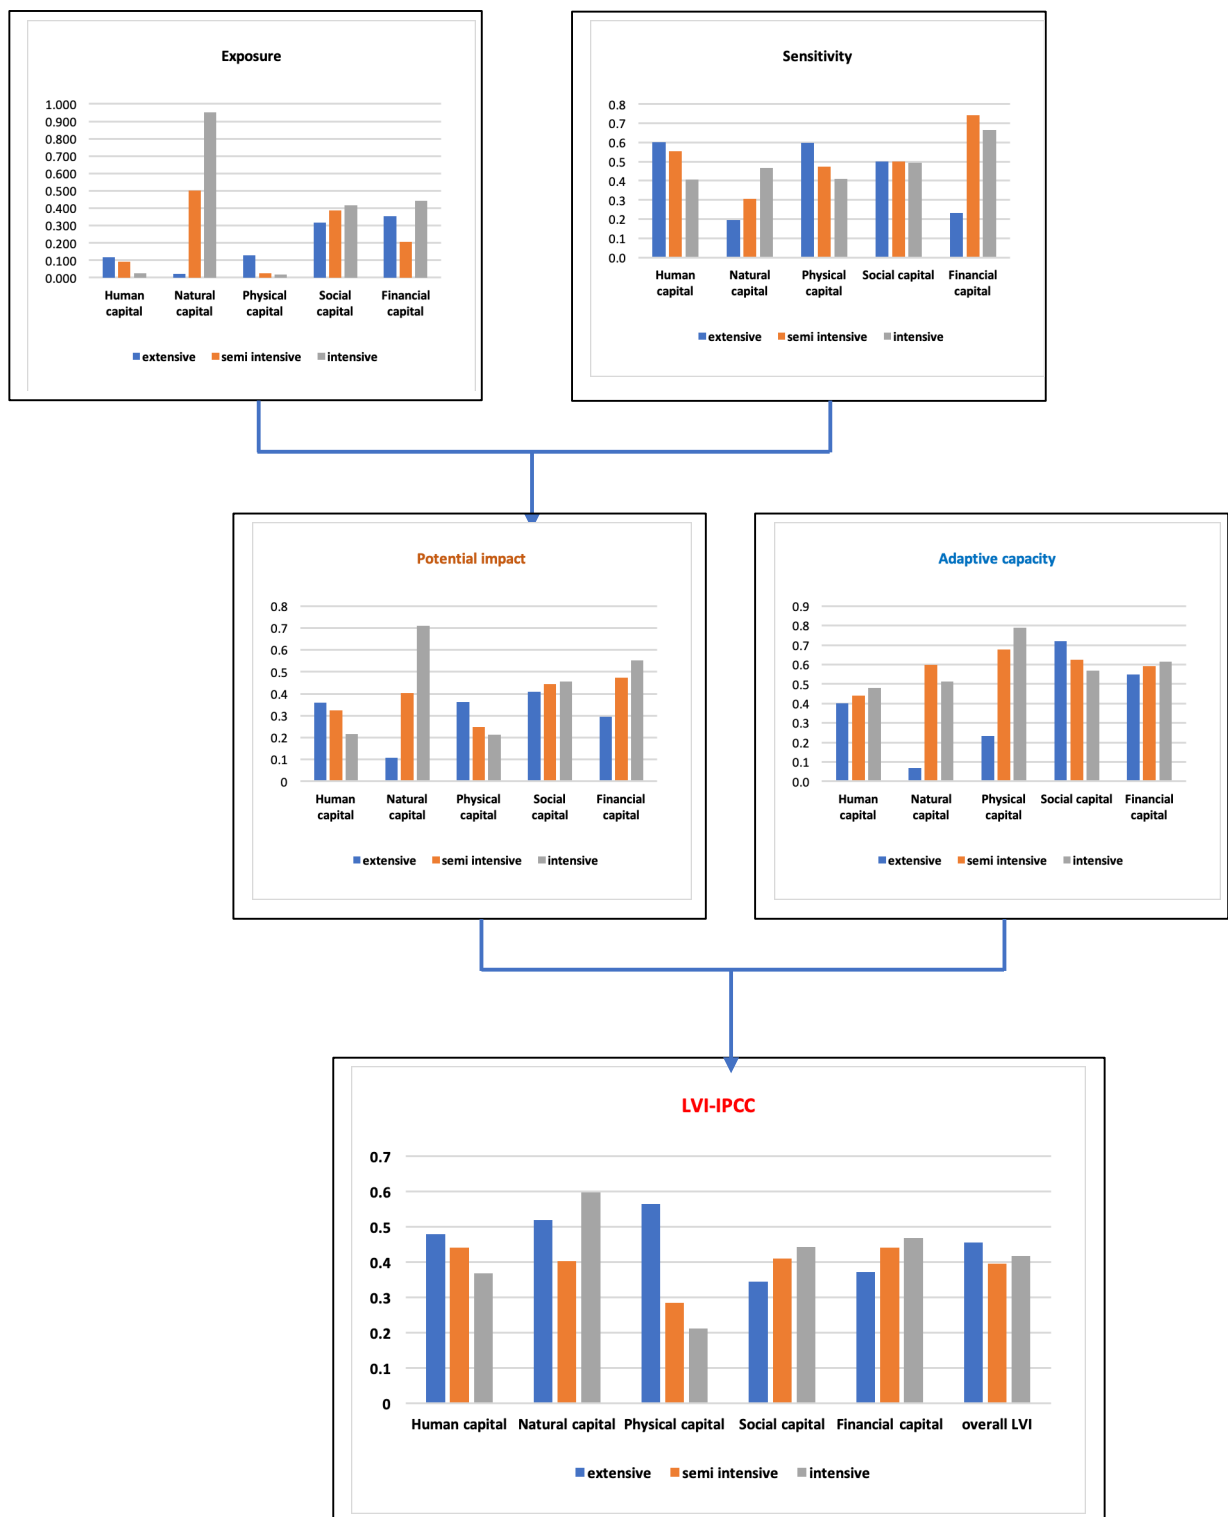 Exposure
1.000
0.900
0.800
0.700
0.600
0.500
0.400
0.300
0.200
0.100
0.000
Human Natural Physical Social Financial
capital capital capital capital capital
extensive semi intensive intensive
Sensitivity
0.8
0.7
0.6
0.5
0.4
0.3
0.2
0.1
0.0
Human Natural Physical Social capital Financial
capital capital capital capital
extensive semi intensive intensive
Potential impact
0.8
0.7
0.6
0.5
0.4
0.3
0.2
0.1
0
Human Natural Physical Social Financial
capital capital capital capital capital
extensive semi intensive intensive
Adaptive capacity
0.9
0.8
0.7
0.6
0.5
0.4
0.3
0.2
0.1
0.0
Human Natural Physical Social capital Financial
capital capital capital capital
extensive semi intensive intensive
LVI-IPCC
0.7
0.6
0.5
0.4
0.3
0.2
0.1
0
Human capital Natural capital Physical capital Social capital Financial capital overall LVI
extensive semi intensive intensive